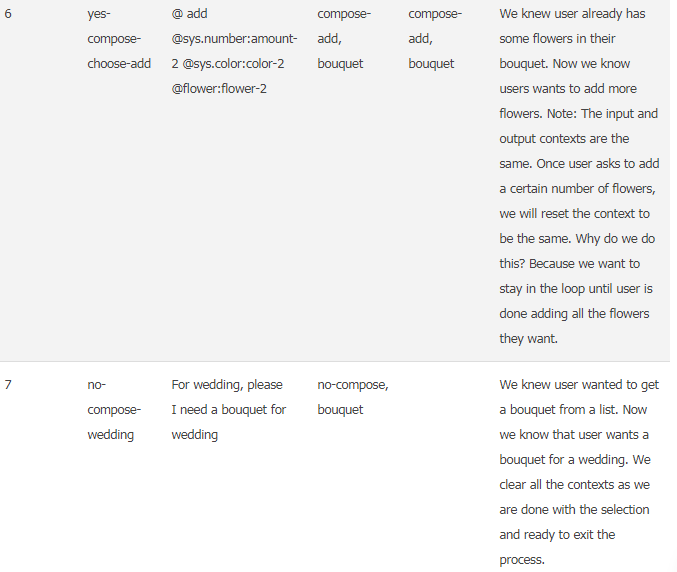 6
yes-
compose-
choose-add
@ add
@sys.number:amount-
2 @sys.color:color-2
@flower:flower-2
compose-
add,
bouquet
compose-
add,
bouquet
We knew user already has
some flowers in their
bouquet. Now we know
users wants to add more
flowers. Note: The input and
output contexts are the
same. Once user asks to add
a certain number of flowers,
we will reset the context to
be the same. Why do we do
this? Because we want to
stay in the loop until user is
done adding all the flowers
they want.
7
no-
compose-
wedding
For wedding, please
I need a bouquet for
wedding
no-compose,
bouquet
We knew user wanted to get
a bouquet from a list. Now
we know that user wants a
bouquet for a wedding. We
clear all the contexts as we
are done with the selection
and ready to exit the
process.